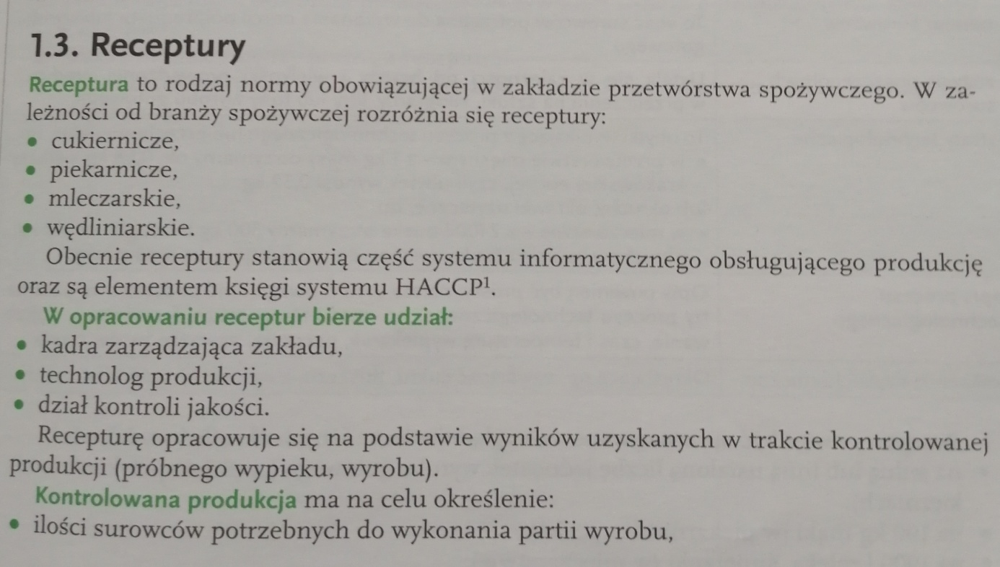 1.3. Receptury
Receptura to rodzaj normy obowiązującej w zakładzie przetwórstwa spożywczego. W za-
leżności od branży spożywczej rozróżnia się receptury:
• cukiernicze,
• piekarnicze,
• mleczarskie,
• wędliniarskie.
Obecnie receptury stanowią część systemu informatycznego obsługującego produkcję
oraz są elementem księgi systemu HACCP¹.
W opracowaniu receptur bierze udział:
• kadra zarządzająca zakładu,
• technolog produkcji,
• dział kontroli jakości.
Recepturę opracowuje się na podstawie wyników uzyskanych w trakcie kontrolowanej
produkcji (próbnego wypieku, wyrobu).
Kontrolowana produkcja ma na celu określenie:
• ilości surowców potrzebnych do wykonania partii wyrobu,